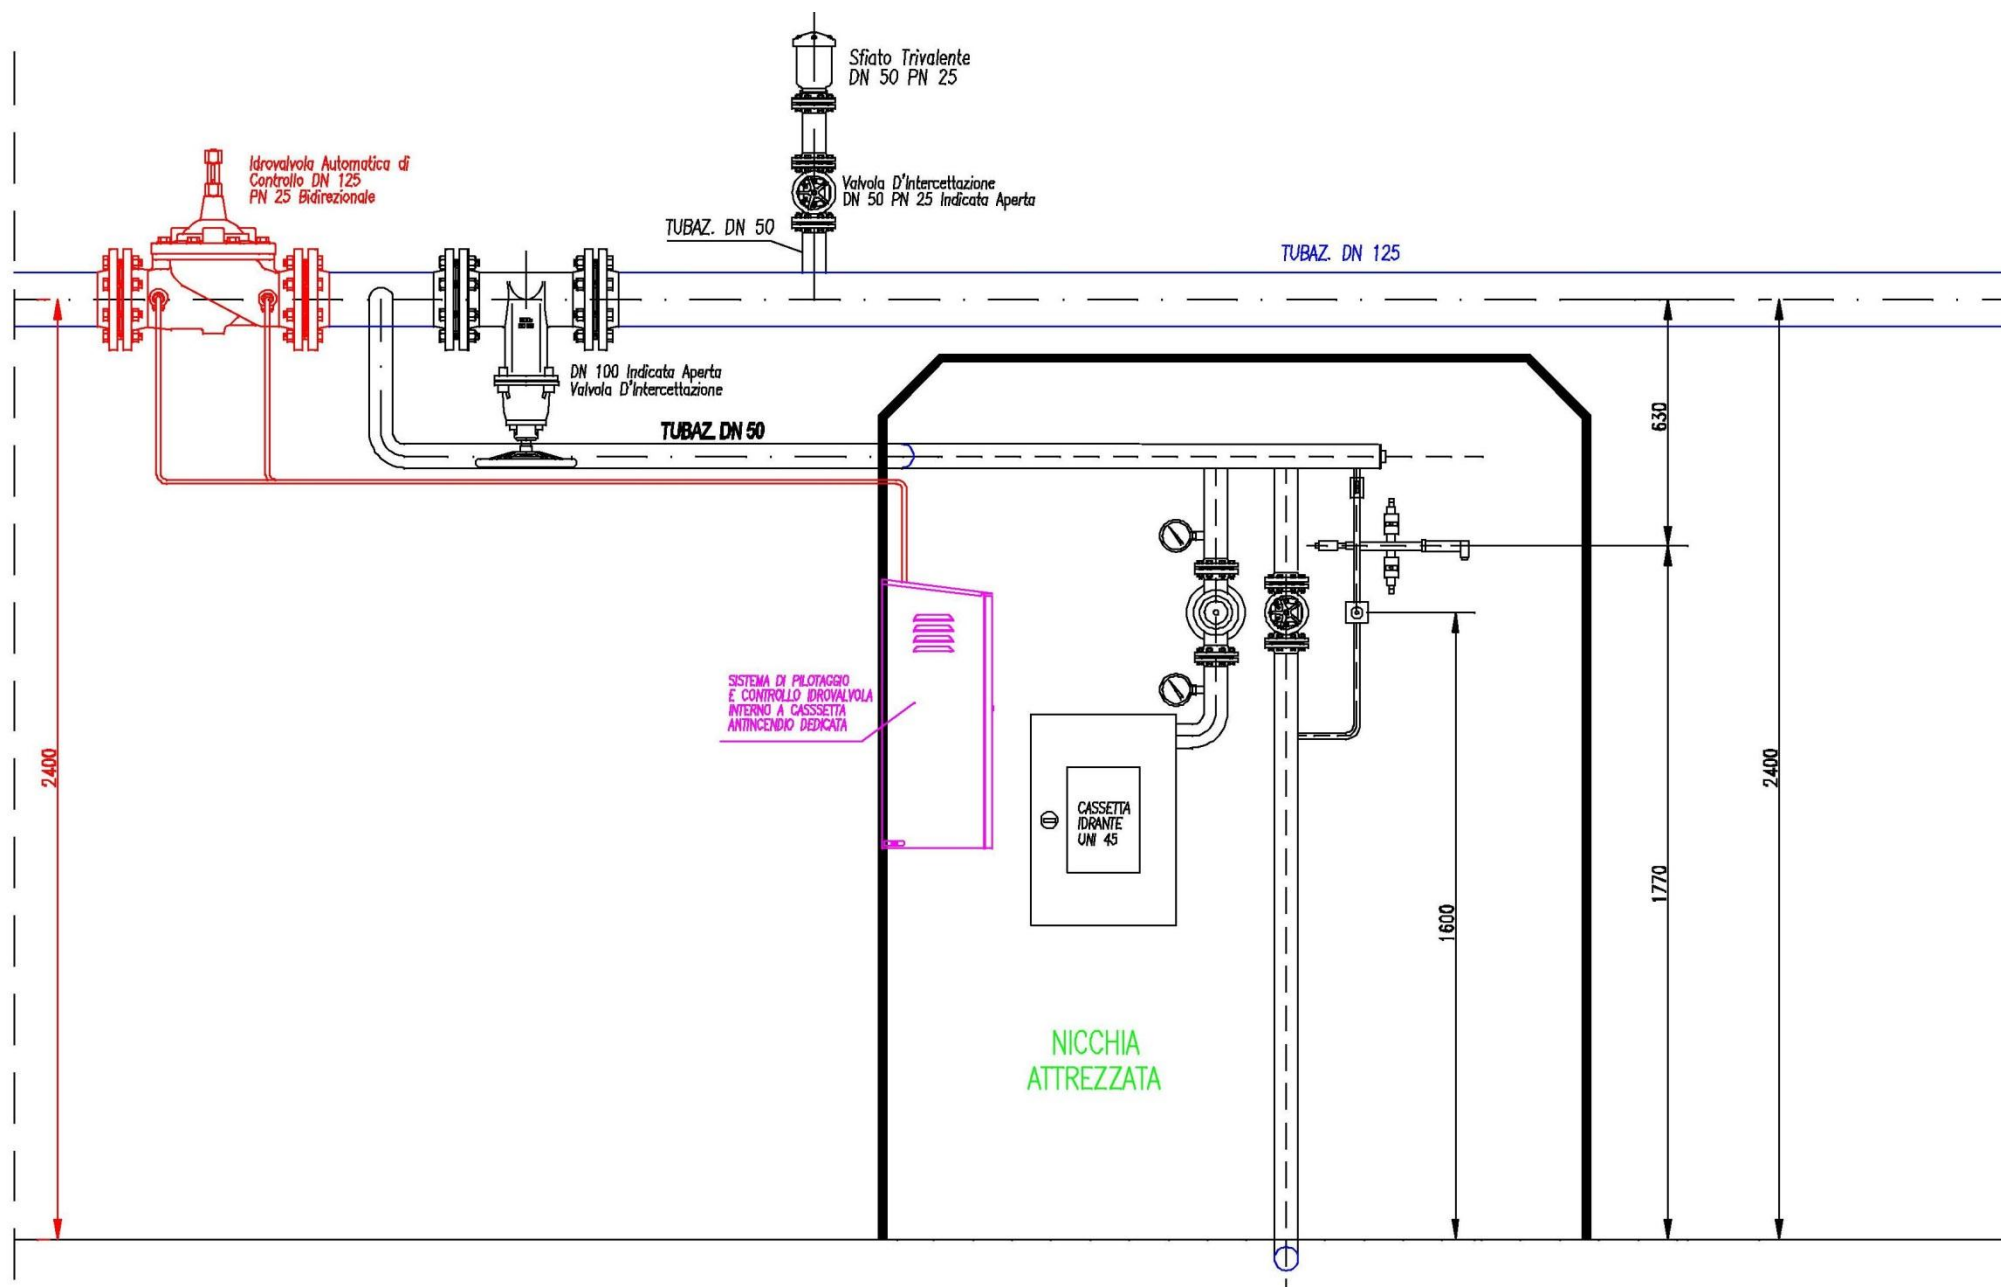 Sfiato Trivalente
DN 50 PN 25
Idrovalvola Automatica di
Controllo DN 125
PN 25 Bidirezionale
Valvola D'Intercettazione
DN 50 PN 25 Indicata Aperta
TUBAZ. DN 50
TUBAZ. DN 125
DN 100 Indicata Aperta
Valvola D'Intercettazione
TUBAZ. DN 50
630
SISTEMA DI PILOTAGGIO
E CONTROLLO IDROVALVOLA
INTERNO A CASSSETTA
ANTINCENDIO DEDICATA
2400
2400
CASSETTA
IDRANTE
UNI 45
1770
1600
NICCHIA
ATTREZZATA